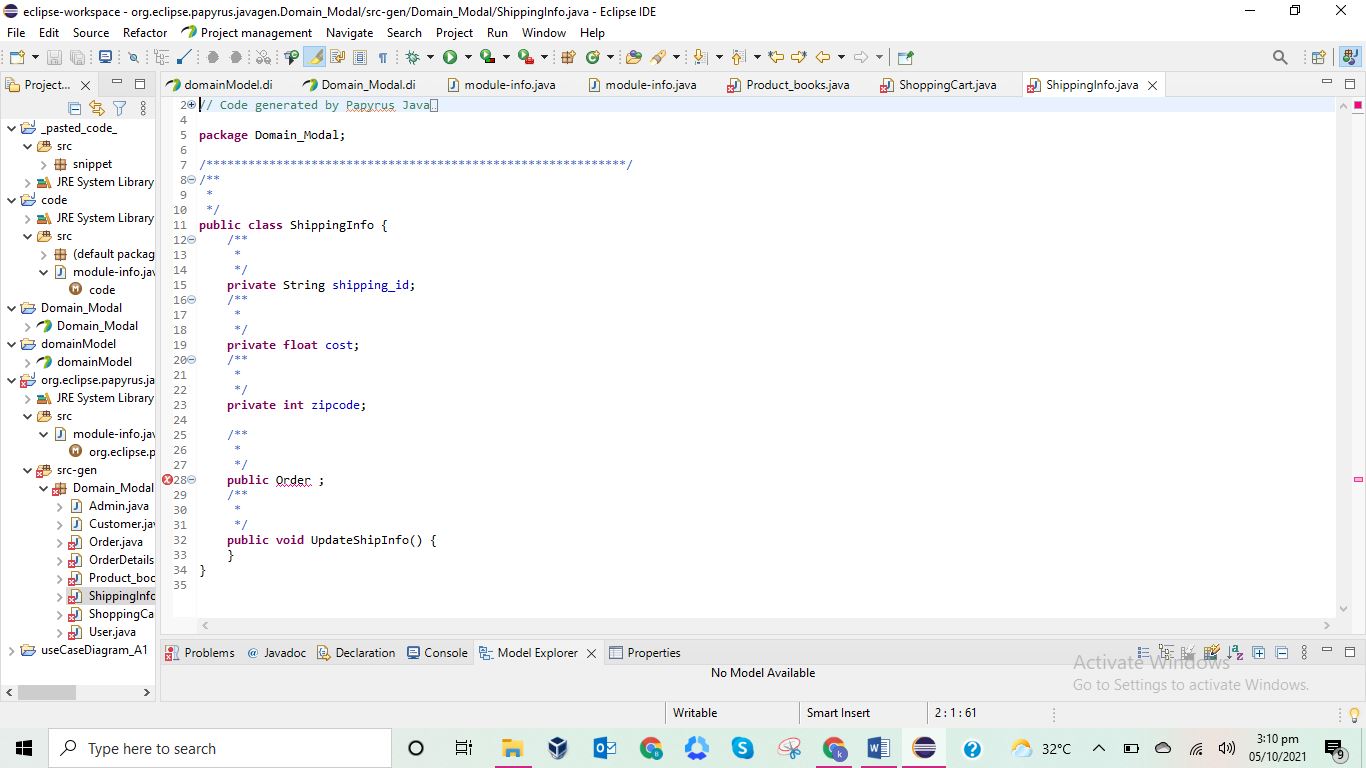 eclipse-workspace - org.eclipse.papyrus.javagen.Domain_Modal/src-gen/Domain_Modal/ShippingInfo.java - Eclipse IDE
File Edit Source Refactor Project management Navigate Search Project Run Window Help
Project...
domainModel.di Domain_Modal.di module-info.java module-info.java Product_books.java ShoppingCart.java ShippingInfo.java
_pasted_code_
src
snippet
JRE System Library
code
JRE System Library
src
(default packag
module-info.jav
code
Domain_Modal
Domain_Modal
domainModel
domainModel
org.eclipse.papyrus.ja
JRE System Library
src
module-info.jav
org.eclipse.p
src-gen
Domain_Modal
Admin.java
Customer.jav
Order.java
OrderDetails
Product_boo
ShippingInfo
ShoppingCa
User.java
useCaseDiagram_A1
2 // Code generated by Papyrus Java
4
5 package Domain_Modal;
6
7 /************************************************************/
8 /**
9 *
10 */
11 public class ShippingInfo {
12 /**
13 *
14 */
15 private String shipping_id;
16 /**
17 *
18 */
19 private float cost;
20 /**
21 *
22 */
23 private int zipcode;
24
25 /**
26 *
27 */
28 public Order ;
29 /**
30 *
31 */
32 public void UpdateShipInfo() {
33 }
34 }
35
Problems @ Javadoc Declaration Console Model Explorer Properties
No Model Available
Activate Windows
Go to Settings to activate Windows.
Writable Smart Insert 2 : 1 : 61
Type here to search
32°C
3:10 pm
05/10/2021
9